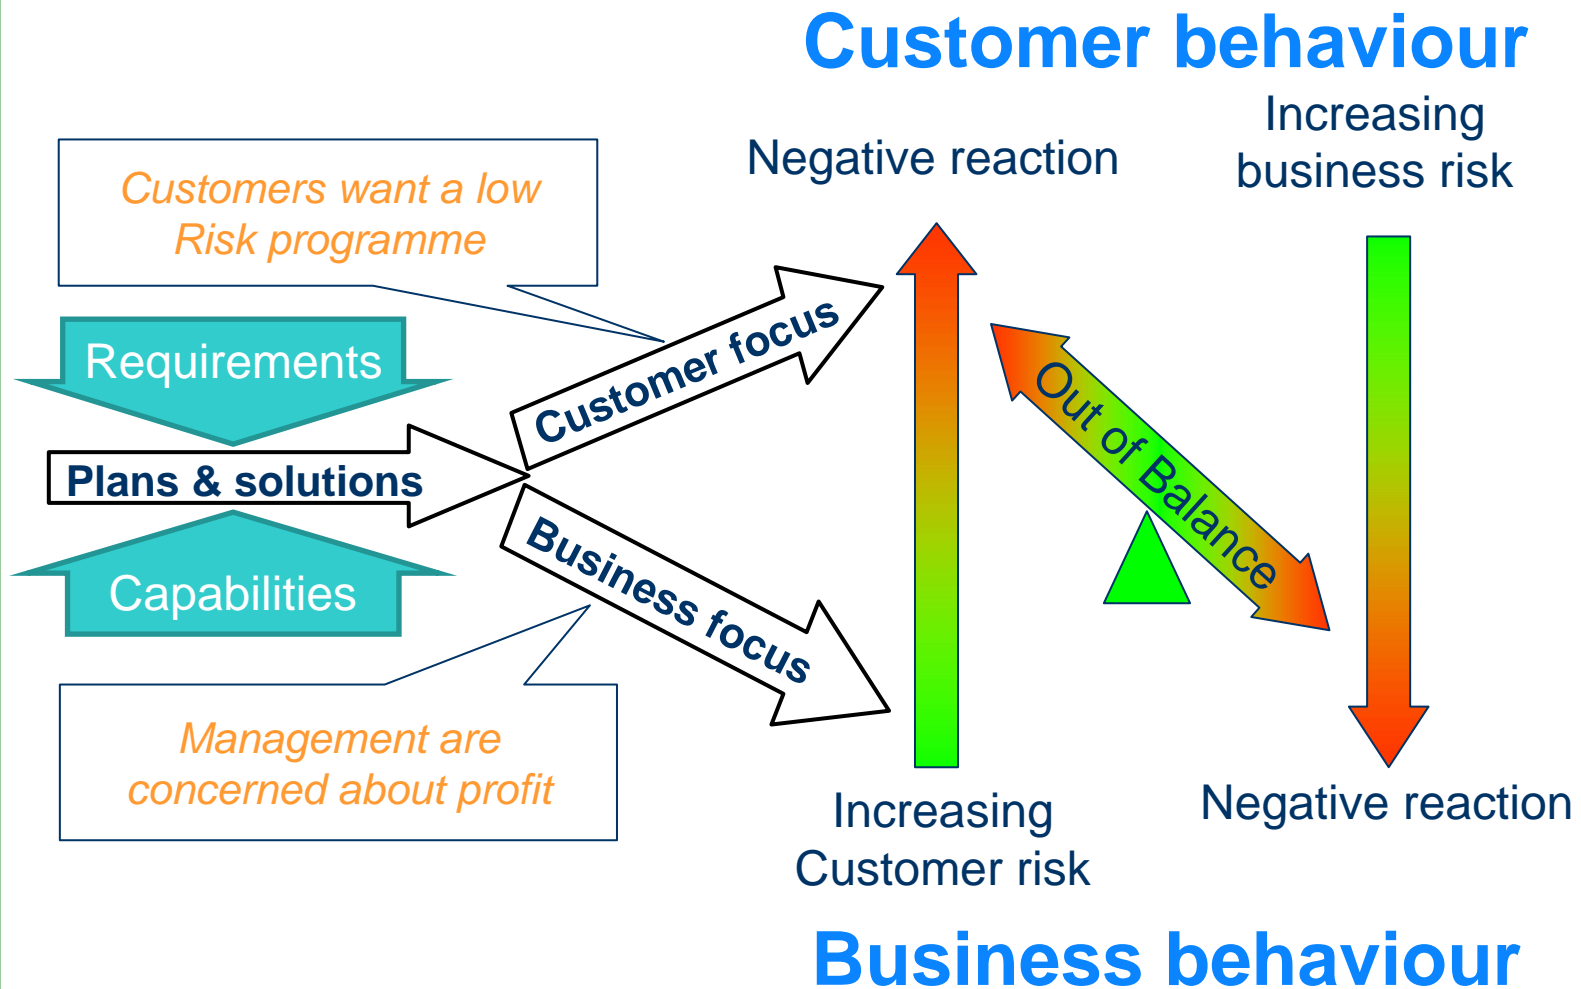 Customer behaviour
Increasing
business risk
Negative reaction
Customers want a low
Risk programme
Customer focus
Requirements
Out of Balance
Plans & solutions
Business focus
Capabilities
Management are
concerned about profit
Increasing
Customer risk
Negative reaction
Business behaviour